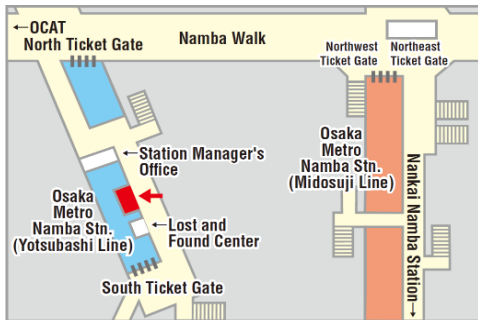 ←OCAT
North Ticket Gate
Namba Walk
Northwest
Ticket Gate
Northeast
Ticket Gate
Station Manager's
Office
Osaka
Metro
Namba Stn.
(Midosuji Line)
Osaka
Metro
Namba Stn.
(Yotsubashi Line)
Lost and
Found Center
South Ticket Gate
Nankai Namba Station→